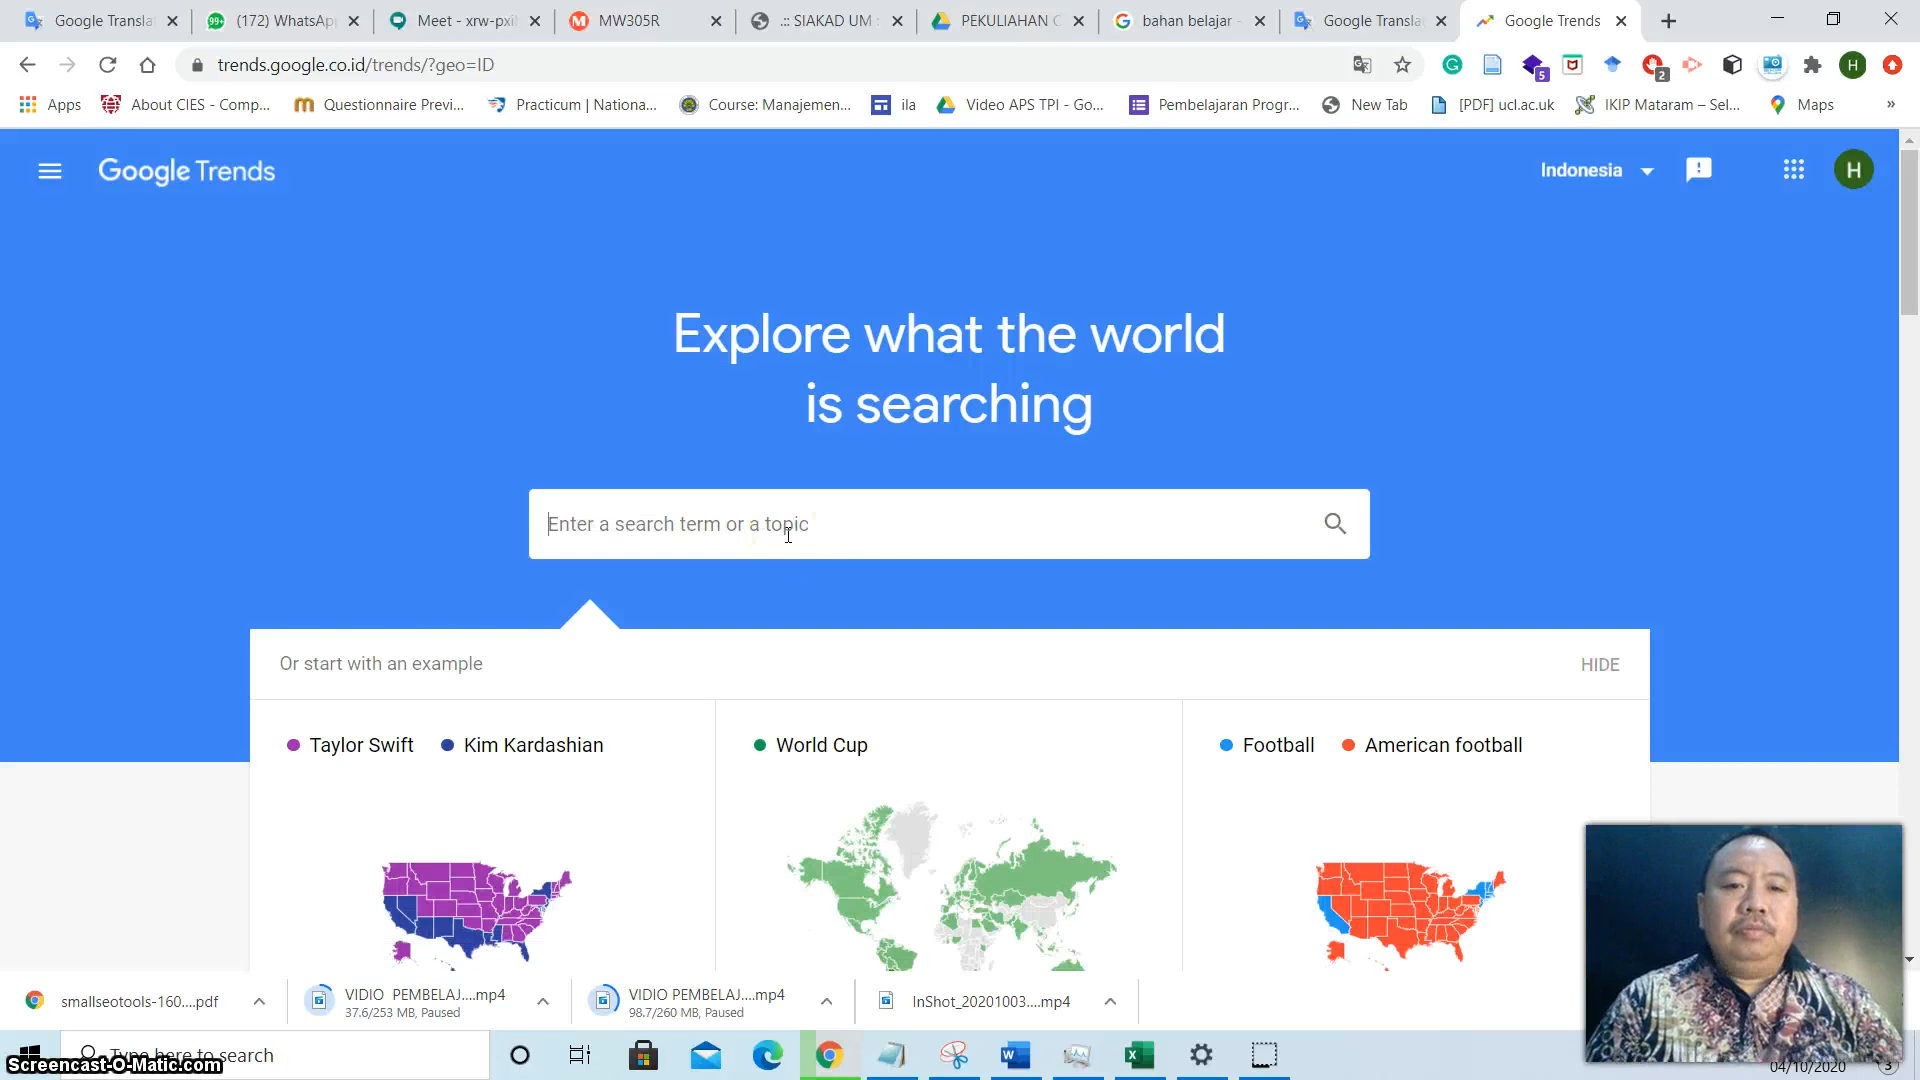 Google Transla
(172) WhatsAp
Meet - xrw-pxi
MW305R
.:: SIAKAD UM
PEKULIAHAN
bahan belajar -
Google Transla
Google Trends
trends.google.co.id/trends/?geo=ID
Apps
About CIES - Comp...
Questionnaire Previ...
Practicum | Nationa...
Course: Manajemen...
ila
Video APS TPI - Go...
Pembelajaran Progr...
New Tab
[PDF] ucl.ac.uk
IKIP Mataram – Sel...
Maps
»
Google Trends
Indonesia
H
Explore what the world
is searching
Enter a search term or a topic
Or start with an example
HIDE
Taylor Swift
Kim Kardashian
World Cup
Football
American football
smallseotools-160....pdf
VIDIO PEMBELAJ....mp4
37.6/253 MB, Paused
VIDIO PEMBELAJ....mp4
98.7/260 MB, Paused
InShot_20201003....mp4
Type here to search
Screencast-O-Matic.com
04/10/2020
3